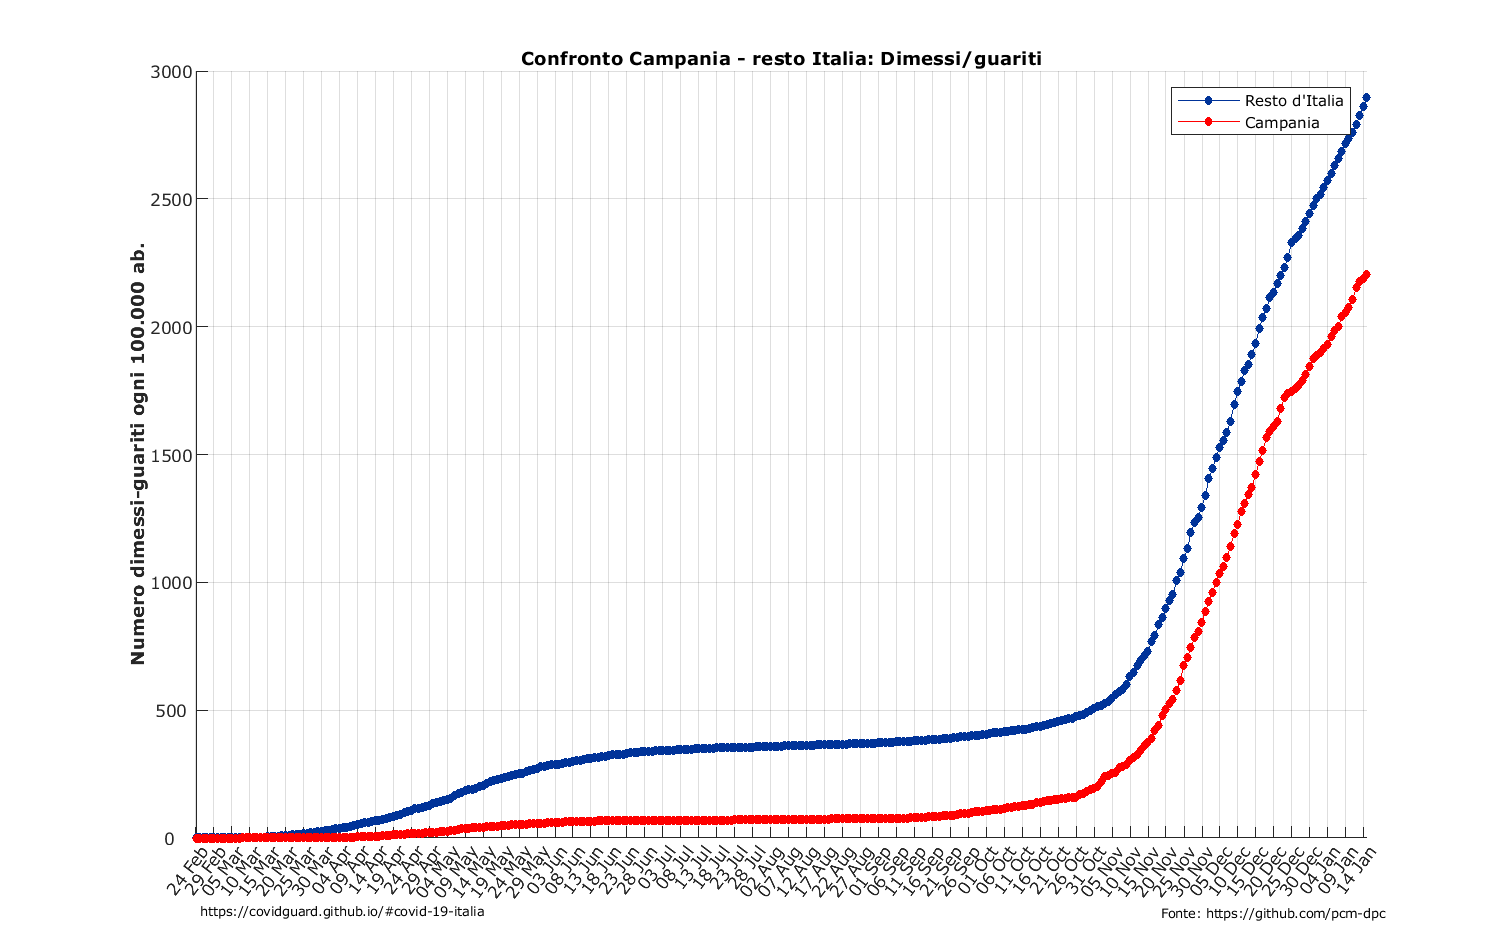 Confronto Campania - resto Italia: Dimessi/guariti
Resto d'Italia
Campania
Numero dimessi-guariti ogni 100.000 ab.
3000
2500
2000
1500
1000
500
0
24 Feb
29 Feb
05 Mar
10 Mar
15 Mar
20 Mar
25 Mar
30 Mar
04 Apr
09 Apr
14 Apr
19 Apr
24 Apr
29 Apr
04 May
09 May
14 May
19 May
24 May
29 May
03 Jun
08 Jun
13 Jun
18 Jun
23 Jun
28 Jun
03 Jul
08 Jul
13 Jul
18 Jul
23 Jul
28 Jul
02 Aug
07 Aug
12 Aug
17 Aug
22 Aug
27 Aug
01 Sep
06 Sep
11 Sep
16 Sep
21 Sep
26 Sep
01 Oct
06 Oct
11 Oct
16 Oct
21 Oct
26 Oct
31 Oct
05 Nov
10 Nov
15 Nov
20 Nov
25 Nov
30 Nov
05 Dec
10 Dec
15 Dec
20 Dec
25 Dec
30 Dec
04 Jan
09 Jan
14 Jan
https://covidguard.github.io/#covid-19-italia
Fonte: https://github.com/pcm-dpc